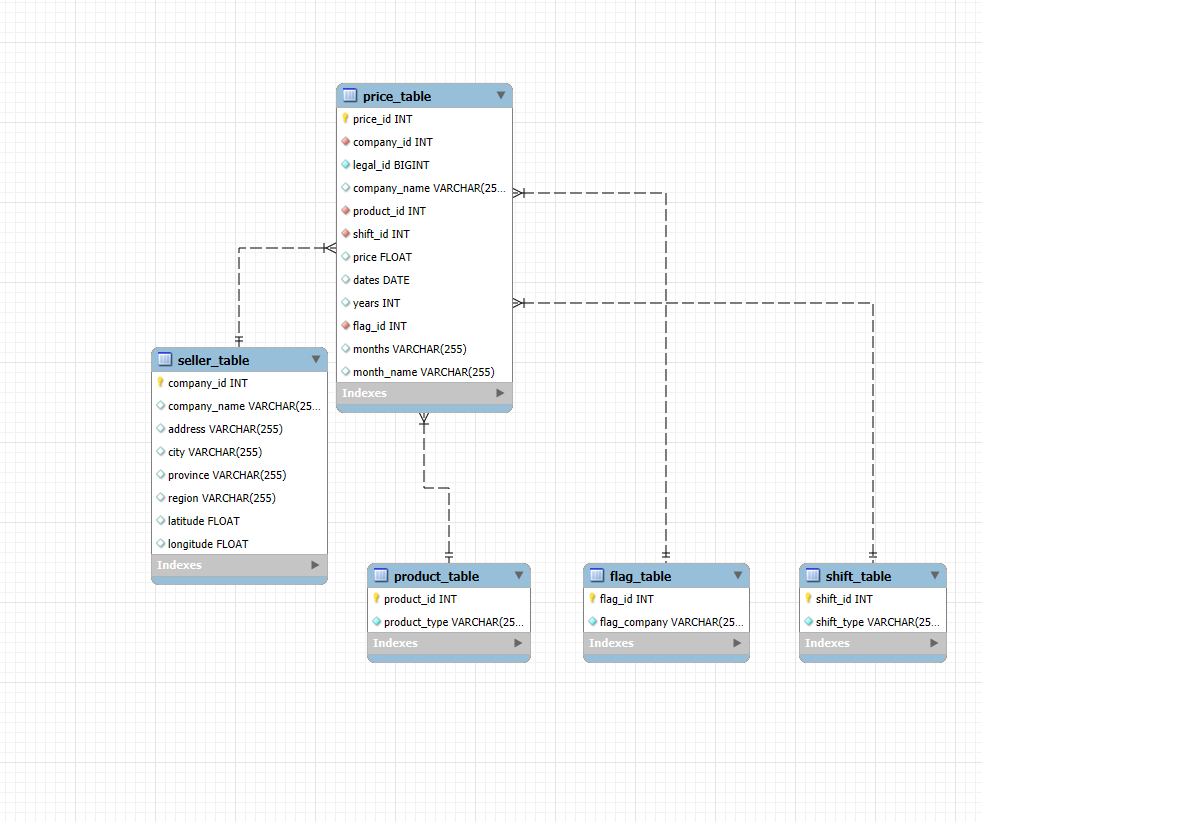 price_table
price_id INT
company_id INT
legal_id BIGINT
company_name VARCHAR(25...
product_id INT
shift_id INT
price FLOAT
dates DATE
years INT
flag_id INT
months VARCHAR(255)
month_name VARCHAR(255)
Indexes
seller_table
company_id INT
company_name VARCHAR(25...
address VARCHAR(255)
city VARCHAR(255)
province VARCHAR(255)
region VARCHAR(255)
latitude FLOAT
longitude FLOAT
Indexes
product_table
product_id INT
product_type VARCHAR(25...
Indexes
flag_table
flag_id INT
flag_company VARCHAR(25...
Indexes
shift_table
shift_id INT
shift_type VARCHAR(25...
Indexes